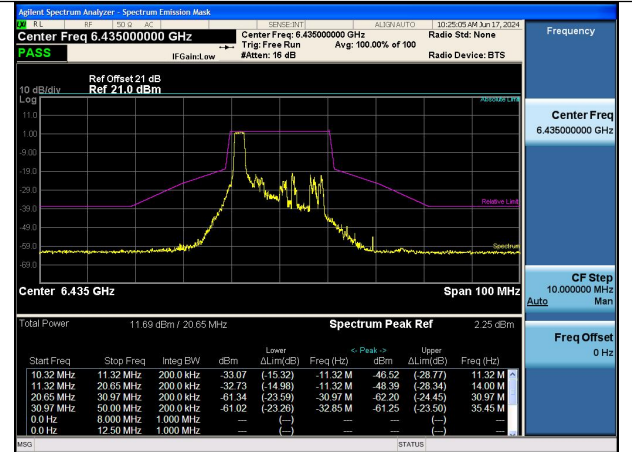 Agilent Spectrum Analyzer - Spectrum Emission Mask
RL RF 50 Ω AC SENSE:INT ALIGN AUTO 10:25:05 AM Jun 17, 2024
Center Freq 6.435000000 GHz Center Freq: 6.435000000 GHz Radio Std: None Frequency
Trig: Free Run Avg: 100.00% of 100
PASS IFGain:Low #Atten: 16 dB Radio Device: BTS
Ref Offset 21 dB
10 dB/div Ref 21.0 dBm
Log
Absolute Limit
11.0
Center Freq
6.435000000 GHz
1.00
-9.00
-19.0
-29.0
Relative Limit
-39.0
-49.0
-59.0 Spectrum
-69.0
CF Step
10.000000 MHz
Auto Man
Center 6.435 GHz Span 100 MHz
Total Power 11.69 dBm / 20.65 MHz Spectrum Peak Ref 2.25 dBm
Freq Offset
0 Hz
Lower <- Peak -> Upper
Start Freq Stop Freq Integ BW dBm ΔLim(dB) Freq (Hz) dBm ΔLim(dB) Freq (Hz)
10.32 MHz 11.32 MHz 200.0 kHz -33.07 (-15.32) -11.32 M -46.52 (-28.77) 11.32 M
11.32 MHz 20.65 MHz 200.0 kHz -32.73 (-14.98) -11.32 M -48.39 (-28.34) 14.00 M
20.65 MHz 30.97 MHz 200.0 kHz -61.34 (-23.59) -30.97 M -62.20 (-24.45) 30.97 M
30.97 MHz 50.00 MHz 200.0 kHz -61.02 (-23.26) -32.85 M -61.25 (-23.50) 35.45 M
0.0 Hz 8.000 MHz 1.000 MHz --- (---) --- --- (---) ---
0.0 Hz 12.50 MHz 1.000 MHz --- (---) --- --- (---) ---
MSG STATUS